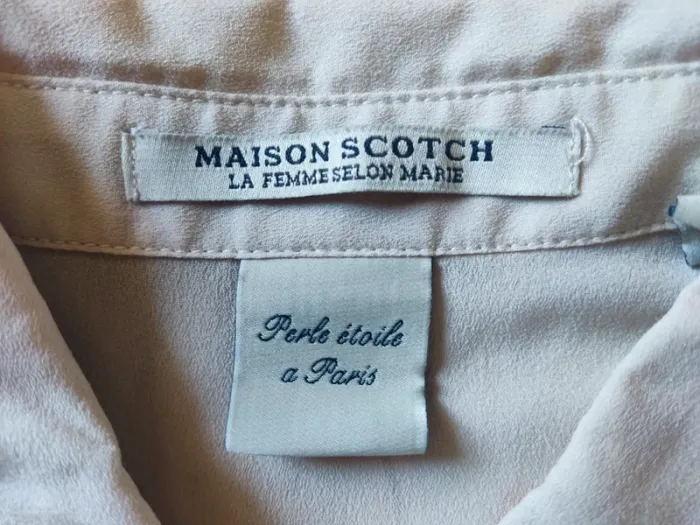 MAISON SCOTCH
LA FEMME SELON MARIE
Perle étoile
a Paris